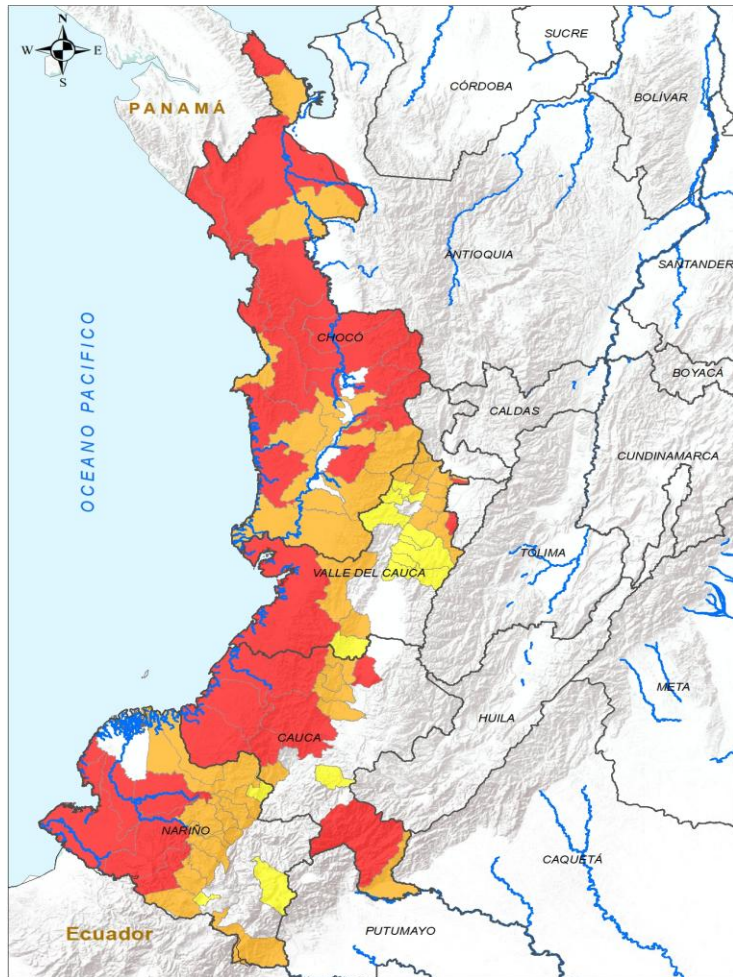 N
W E
S
SUCRE
CÓRDOBA
BOLÍVAR
PANAMÁ
ANTIOQUIA
SANTANDER
OCEANO PACIFICO
CHOCÓ
BOYACÁ
CALDAS
CUNDINAMARCA
TOLIMA
VALLE DEL CAUCA
META
HUILA
CAUCA
NARIÑO
CAQUETÁ
Ecuador
PUTUMAYO